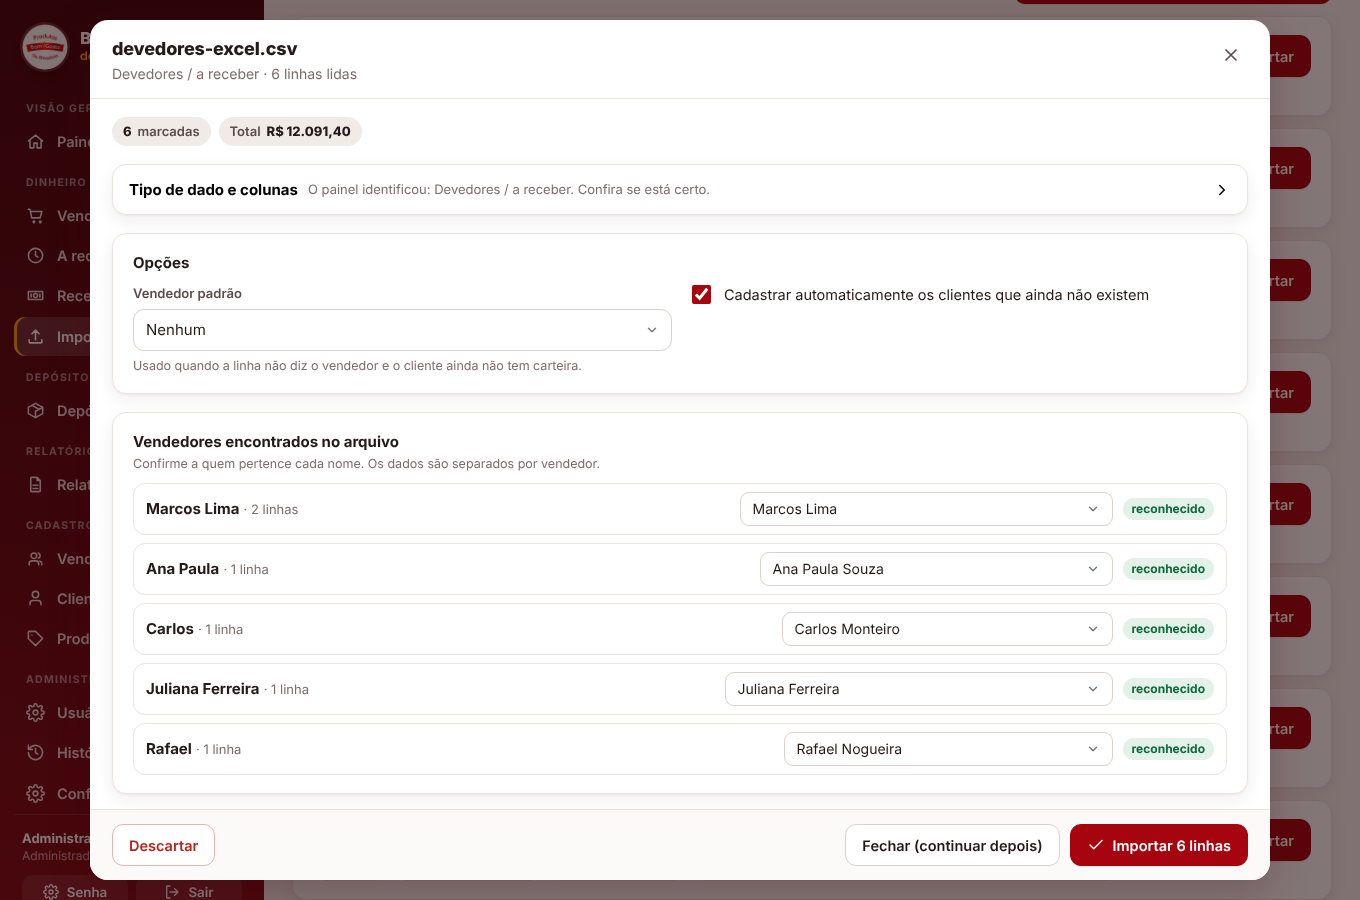 devedores-excel.csv
Devedores / a receber · 6 linhas lidas
6 marcadas
Total R$ 12.091,40
Tipo de dado e colunas O painel identificou: Devedores / a receber. Confira se está certo.
Opções
Vendedor padrão
Nenhum
Usado quando a linha não diz o vendedor e o cliente ainda não tem carteira.
Cadastrar automaticamente os clientes que ainda não existem
Vendedores encontrados no arquivo
Confirme a quem pertence cada nome. Os dados são separados por vendedor.
Marcos Lima · 2 linhas Marcos Lima reconhecido
Ana Paula · 1 linha Ana Paula Souza reconhecido
Carlos · 1 linha Carlos Monteiro reconhecido
Juliana Ferreira · 1 linha Juliana Ferreira reconhecido
Rafael · 1 linha Rafael Nogueira reconhecido
Descartar
Fechar (continuar depois)
Importar 6 linhas
VISÃO GER
Paine
DINHEIRO
Vend
A rec
Rece
Impo
DEPÓSITO
Depó
RELATÓRI
Relat
CADASTRO
Vend
Clien
Prod
ADMINIST
Usuá
Histó
Conf
Administra
Administrad
Senha
Sair
rtar
rtar
rtar
rtar
rtar
rtar
rtar
rtar